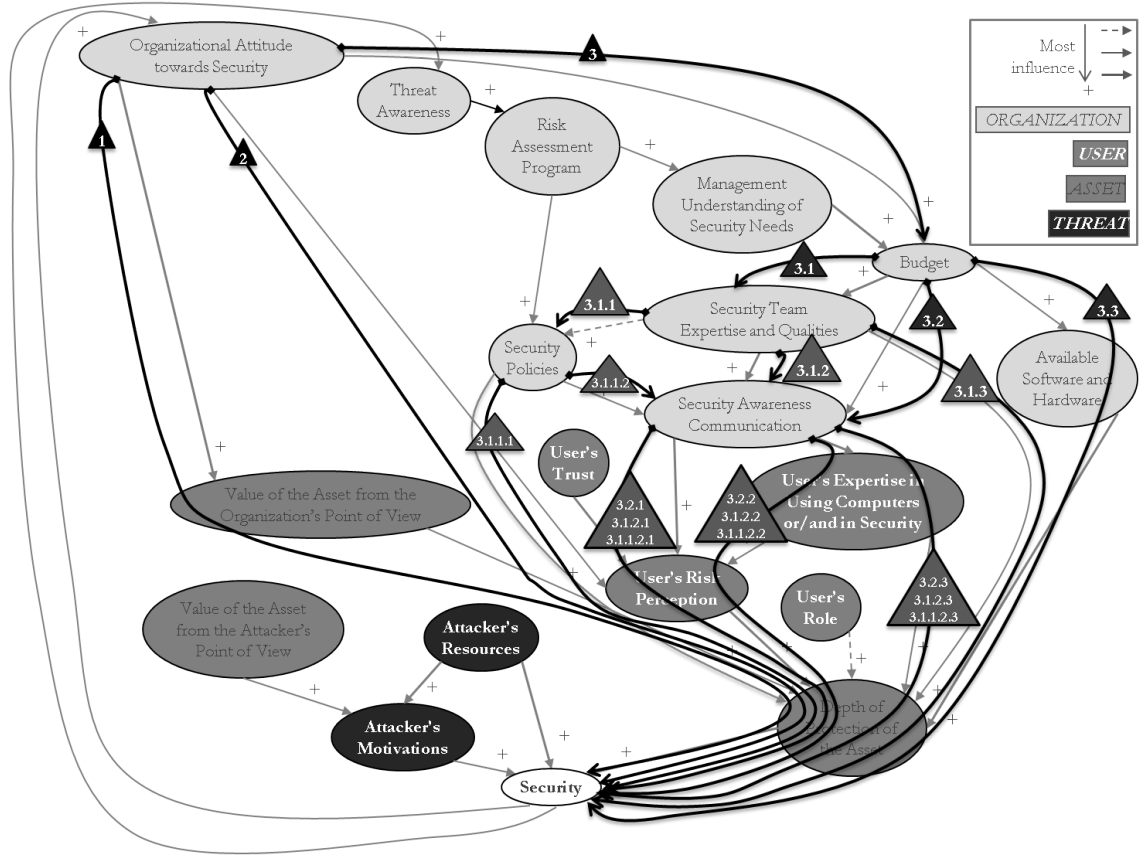 Organizational Attitude
towards Security
3
Threat
Awareness
Risk
Assessment
Program
1
2
Management
Understanding of
Security Needs
Most
influence
+
ORGANIZATION
USER
ASSET
THREAT
Budget
3.1
3.1.1
3.2
3.3
Security Team
Expertise and Qualities
Security
Policies
3.1.1.2
3.1.2
3.1.3
Available
Software and
Hardware
Security Awareness
Communication
3.1.1.1
User's
Trust
User's Expertise in
Using Computers
or/and in Security
3.2.1
3.1.2.1
3.1.1.2.1
3.2.2
3.1.2.2
3.1.1.2.2
Value of the Asset from the
Organization's Point of View
User's Risk
Perception
User's
Role
3.2.3
3.1.2.3
3.1.1.2.3
Value of the Asset
from the Attacker's
Point of View
Attacker's
Resources
Attacker's
Motivations
Depth of
Protection of
the Asset
Security